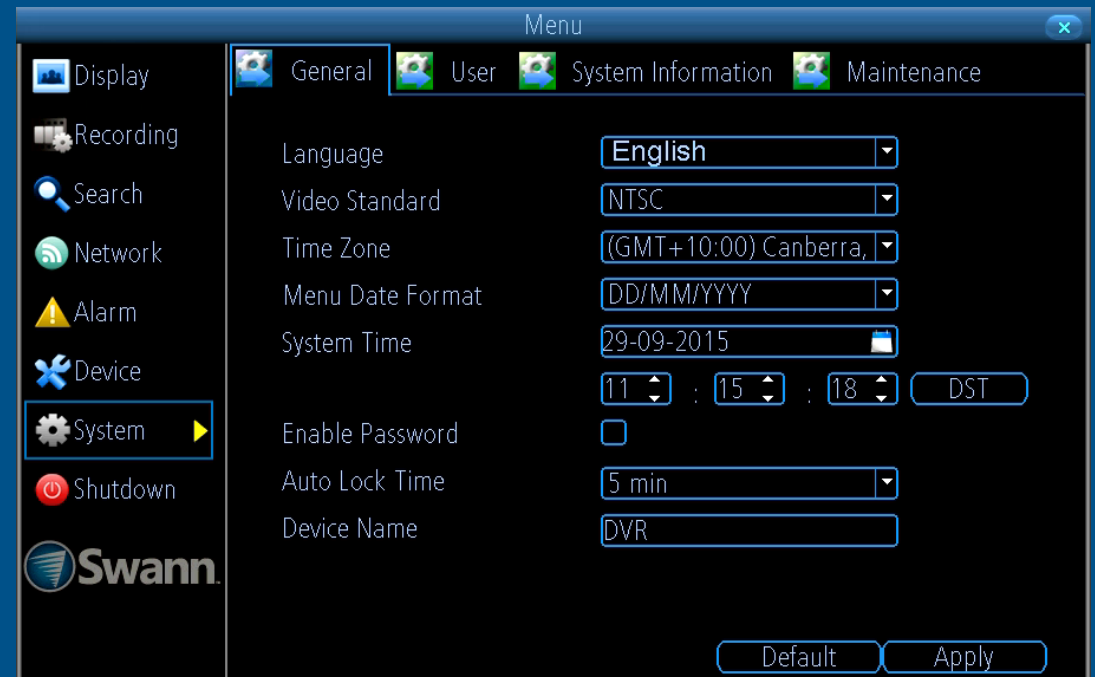 Menu
Display
Recording
Search
Network
Alarm
Device
System
Shutdown
Swann
General User System Information Maintenance
Language English
Video Standard NTSC
Time Zone (GMT+10:00) Canberra,
Menu Date Format DD/MM/YYYY
System Time 29-09-2015
11 : 15 : 18 DST
Enable Password
Auto Lock Time 5 min
Device Name DVR
Default Apply